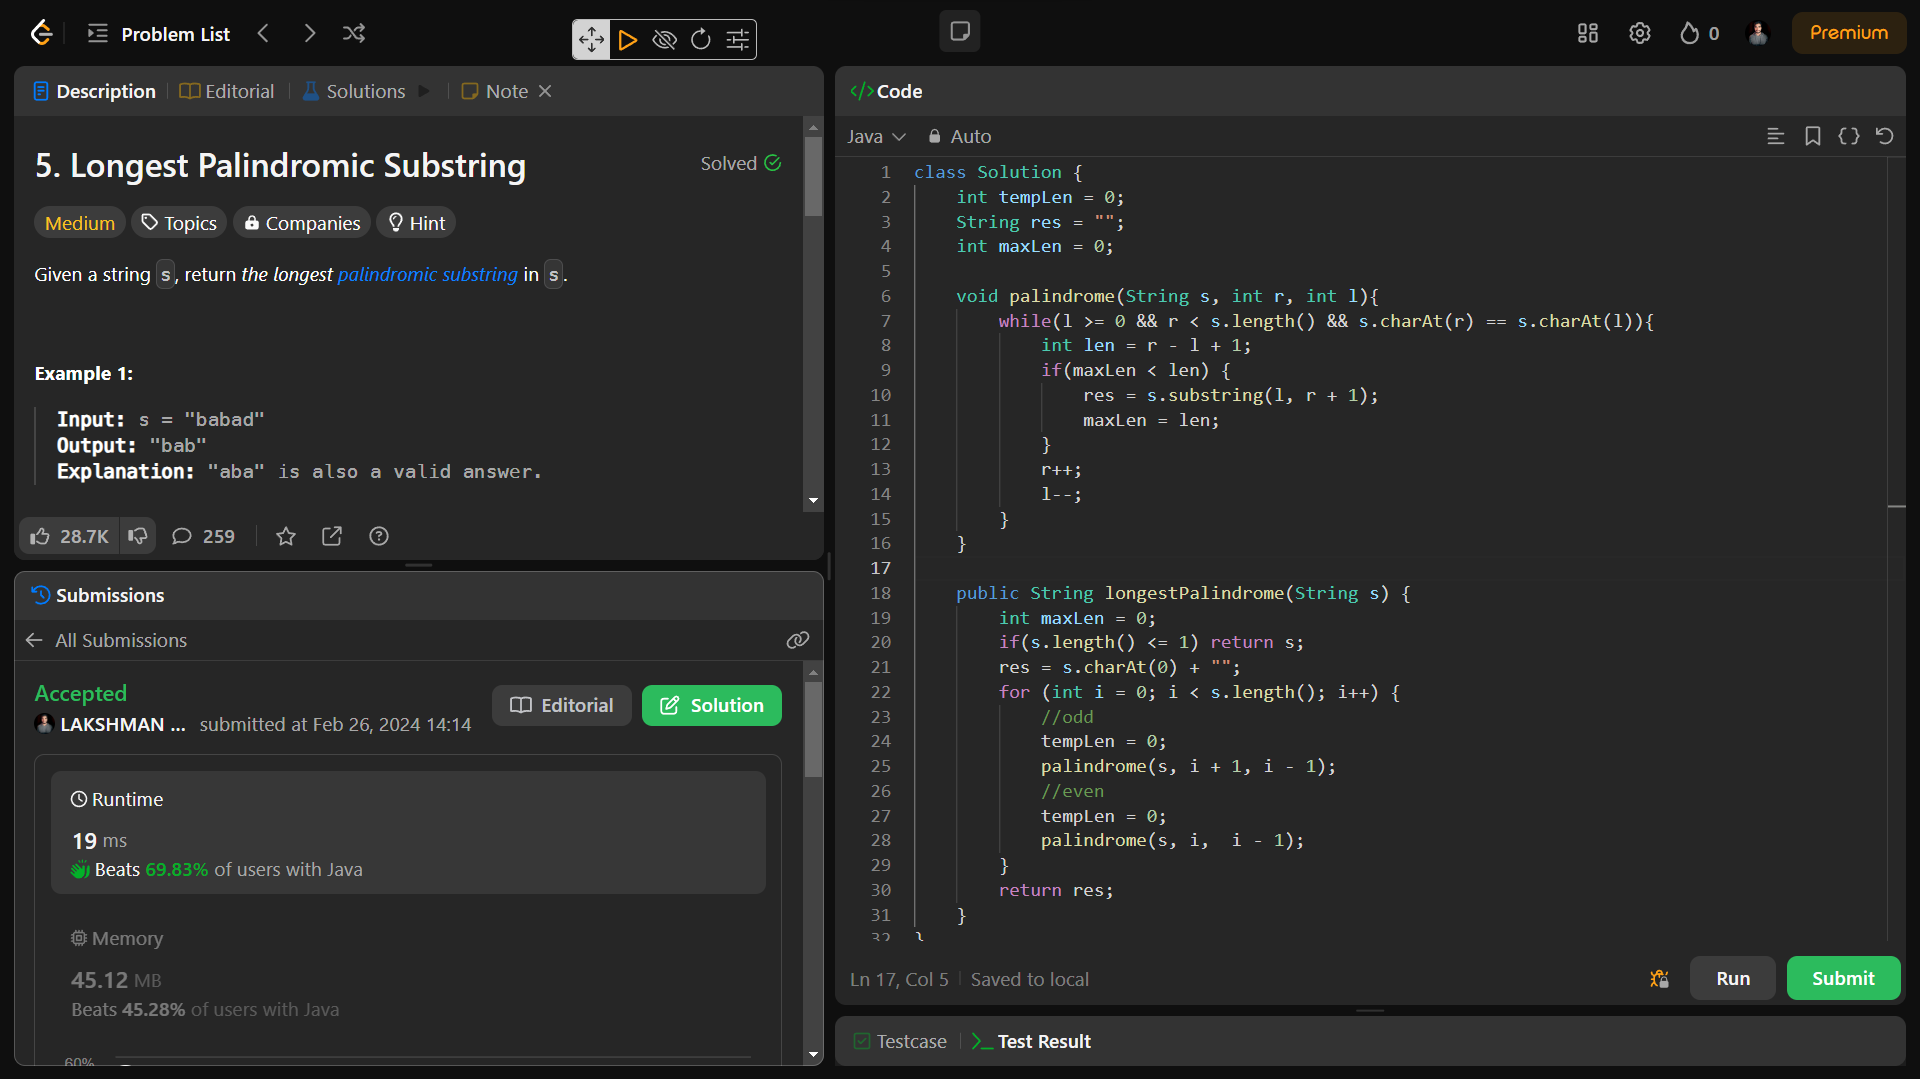 Problem List
0
Premium
Description
Editorial
Solutions
Note
5. Longest Palindromic Substring
Solved
Medium
Topics
Companies
Hint
Given a string s, return the longest palindromic substring in s.
Example 1:
Input: s = "babad"
Output: "bab"
Explanation: "aba" is also a valid answer.
28.7K
259
Submissions
All Submissions
Accepted
LAKSHMAN ... submitted at Feb 26, 2024 14:14
Editorial
Solution
Runtime
19 ms
Beats 69.83% of users with Java
Memory
45.12 MB
Beats 45.28% of users with Java
60%
Code
Java
Auto
1 class Solution {
2 int tempLen = 0;
3 String res = "";
4 int maxLen = 0;
5
6 void palindrome(String s, int r, int l){
7 while(l >= 0 && r < s.length() && s.charAt(r) == s.charAt(l)){
8 int len = r - l + 1;
9 if(maxLen < len) {
10 res = s.substring(l, r + 1);
11 maxLen = len;
12 }
13 r++;
14 l--;
15 }
16 }
17
18 public String longestPalindrome(String s) {
19 int maxLen = 0;
20 if(s.length() <= 1) return s;
21 res = s.charAt(0) + "";
22 for (int i = 0; i < s.length(); i++) {
23 //odd
24 tempLen = 0;
25 palindrome(s, i + 1, i - 1);
26 //even
27 tempLen = 0;
28 palindrome(s, i,  i - 1);
29 }
30 return res;
31 }
32 }
Ln 17, Col 5
Saved to local
Run
Submit
Testcase
Test Result